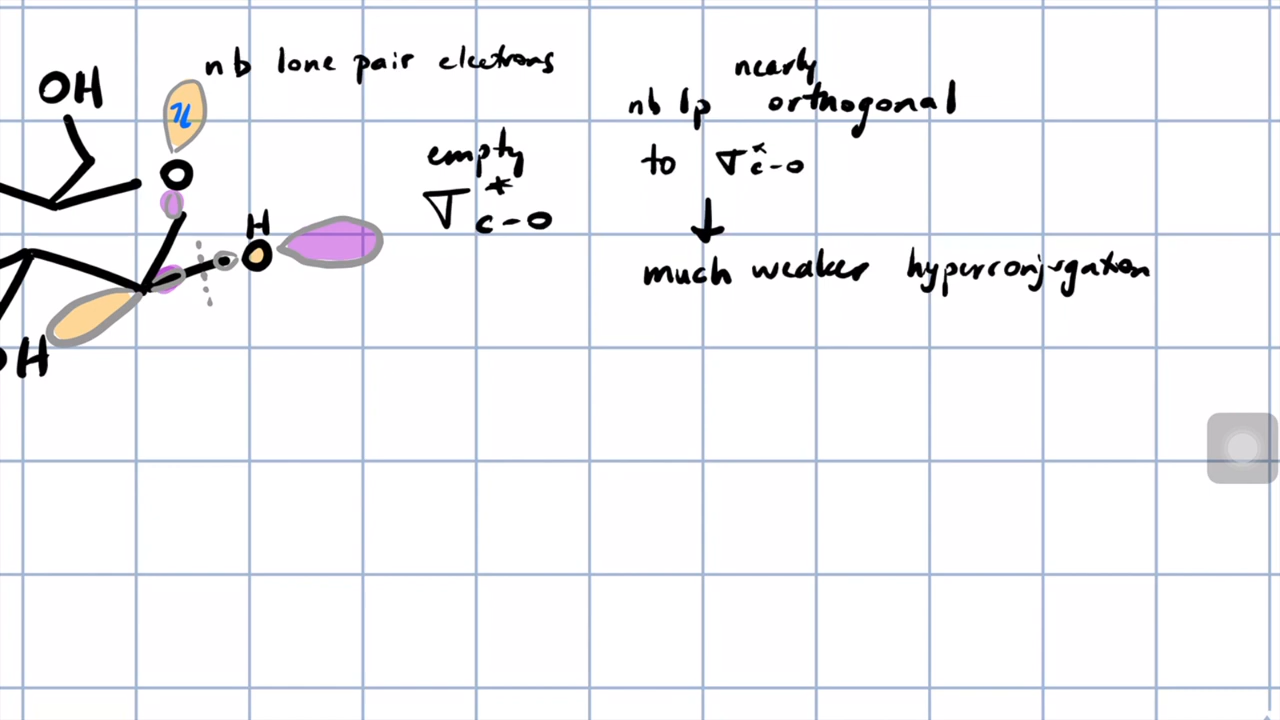 nb lone pair electrons
OH
n
O
H
O
OH
empty
σ*
C-O
nearly
nb lp orthogonal
to σ* C-O
↓
much weaker hyperconjugation